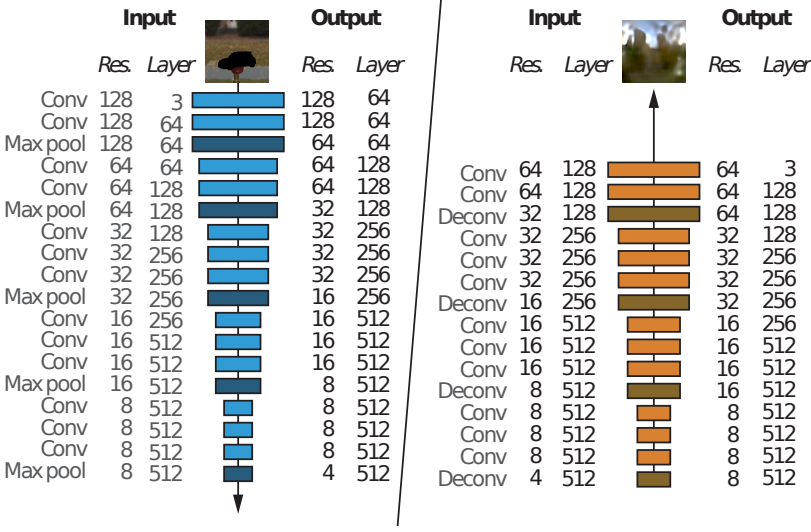 Input Output
Res. Layer Res. Layer
Conv 128 3 128 64
Conv 128 64 128 64
Max pool 128 64 64 64
Conv 64 64 64 128
Conv 64 128 64 128
Max pool 64 128 32 128
Conv 32 128 32 256
Conv 32 256 32 256
Conv 32 256 32 256
Max pool 32 256 16 256
Conv 16 256 16 512
Conv 16 512 16 512
Conv 16 512 16 512
Max pool 16 512 8 512
Conv 8 512 8 512
Conv 8 512 8 512
Conv 8 512 8 512
Max pool 8 512 4 512
Input Output
Res. Layer Res. Layer
Conv 64 128 64 3
Conv 64 128 64 128
Deconv 32 128 64 128
Conv 32 256 32 128
Conv 32 256 32 256
Conv 32 256 32 256
Deconv 16 256 32 256
Conv 16 512 16 256
Conv 16 512 16 512
Conv 16 512 16 512
Deconv 8 512 16 512
Conv 8 512 8 512
Conv 8 512 8 512
Conv 8 512 8 512
Deconv 4 512 8 512